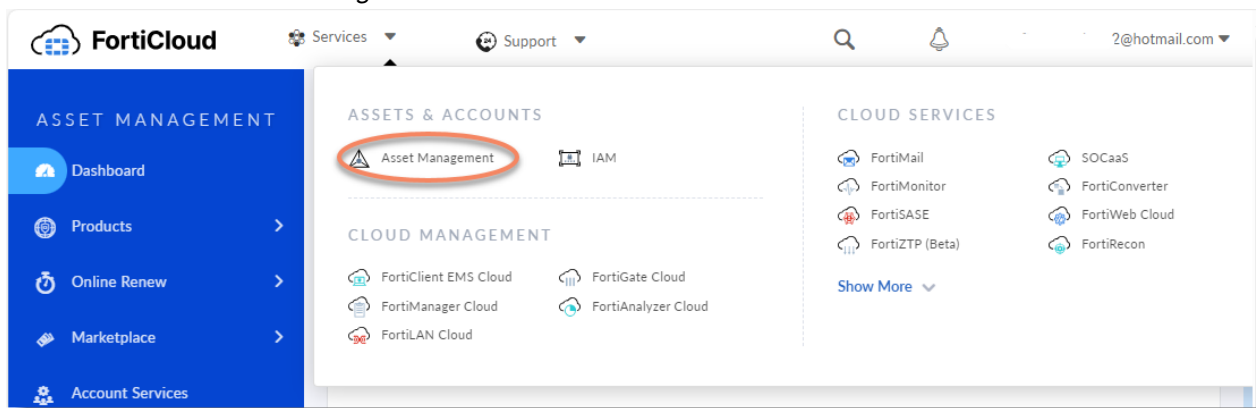 FortiCloud
Services
Support
2@hotmail.com
ASSET MANAGEMENT
Dashboard
Products
Online Renew
Marketplace
Account Services
ASSETS & ACCOUNTS
Asset Management
IAM
CLOUD MANAGEMENT
FortiClient EMS Cloud
FortiGate Cloud
FortiManager Cloud
FortiAnalyzer Cloud
FortiLAN Cloud
CLOUD SERVICES
FortiMail
SOCaaS
FortiMonitor
FortiConverter
FortiSASE
FortiWeb Cloud
FortiZTP (Beta)
FortiRecon
Show More